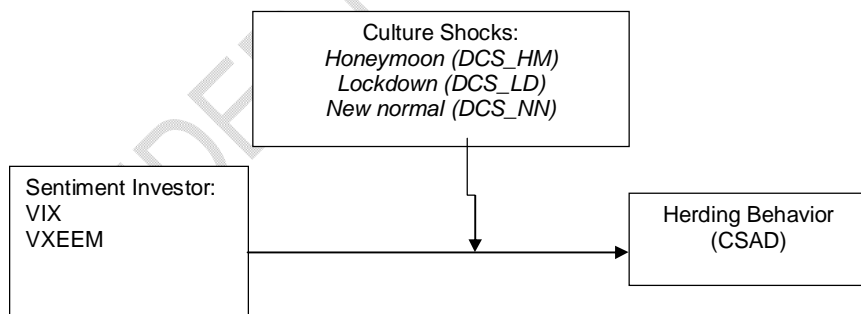 Culture Shocks:
Honeymoon (DCS_HM)
Lockdown (DCS_LD)
New normal (DCS_NN)
Sentiment Investor:
VIX
VXEEM
Herding Behavior
(CSAD)